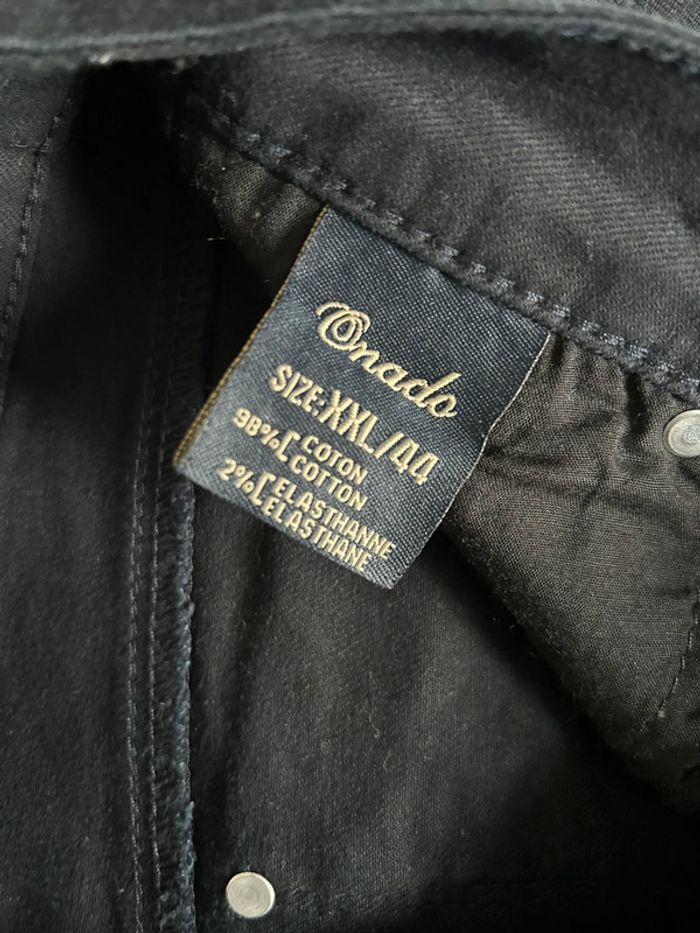 Onado
SIZE:XXL/44
98% [COTON
COTTON
2% [ELASTHANNE
ELASTHANE